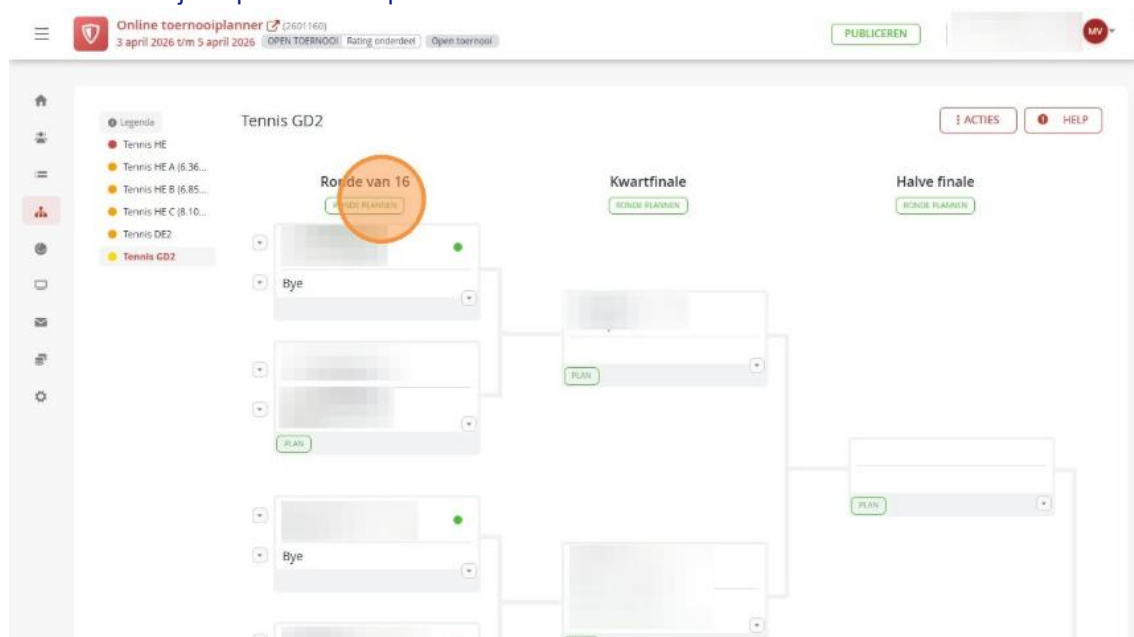 Online toernooiplanner (2601160)
3 april 2026 t/m 5 april 2026 OPEN TOERNOOI Rating onderdeel Open toernooi
PUBLICEREN
MV
Legenda
Tennis HE
Tennis HE A (6.36...
Tennis HE B (6.85...
Tennis HE C (8.10...
Tennis DE2
Tennis GD2
Tennis GD2
ACTIES
HELP
Ronde van 16
RONDE PLANNEN
Kwartfinale
RONDE PLANNEN
Halve finale
RONDE PLANNEN
Bye
PLAN
PLAN
PLAN
Bye